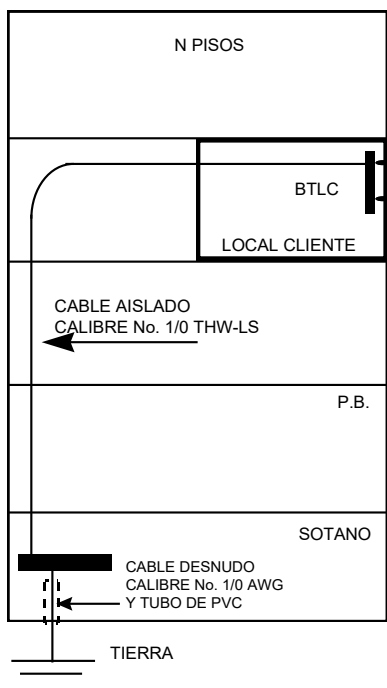 N PISOS
BTLC
LOCAL CLIENTE
CABLE AISLADO
CALIBRE No. 1/0 THW-LS
P.B.
SOTANO
CABLE DESNUDO
CALIBRE No. 1/0 AWG
Y TUBO DE PVC
TIERRA